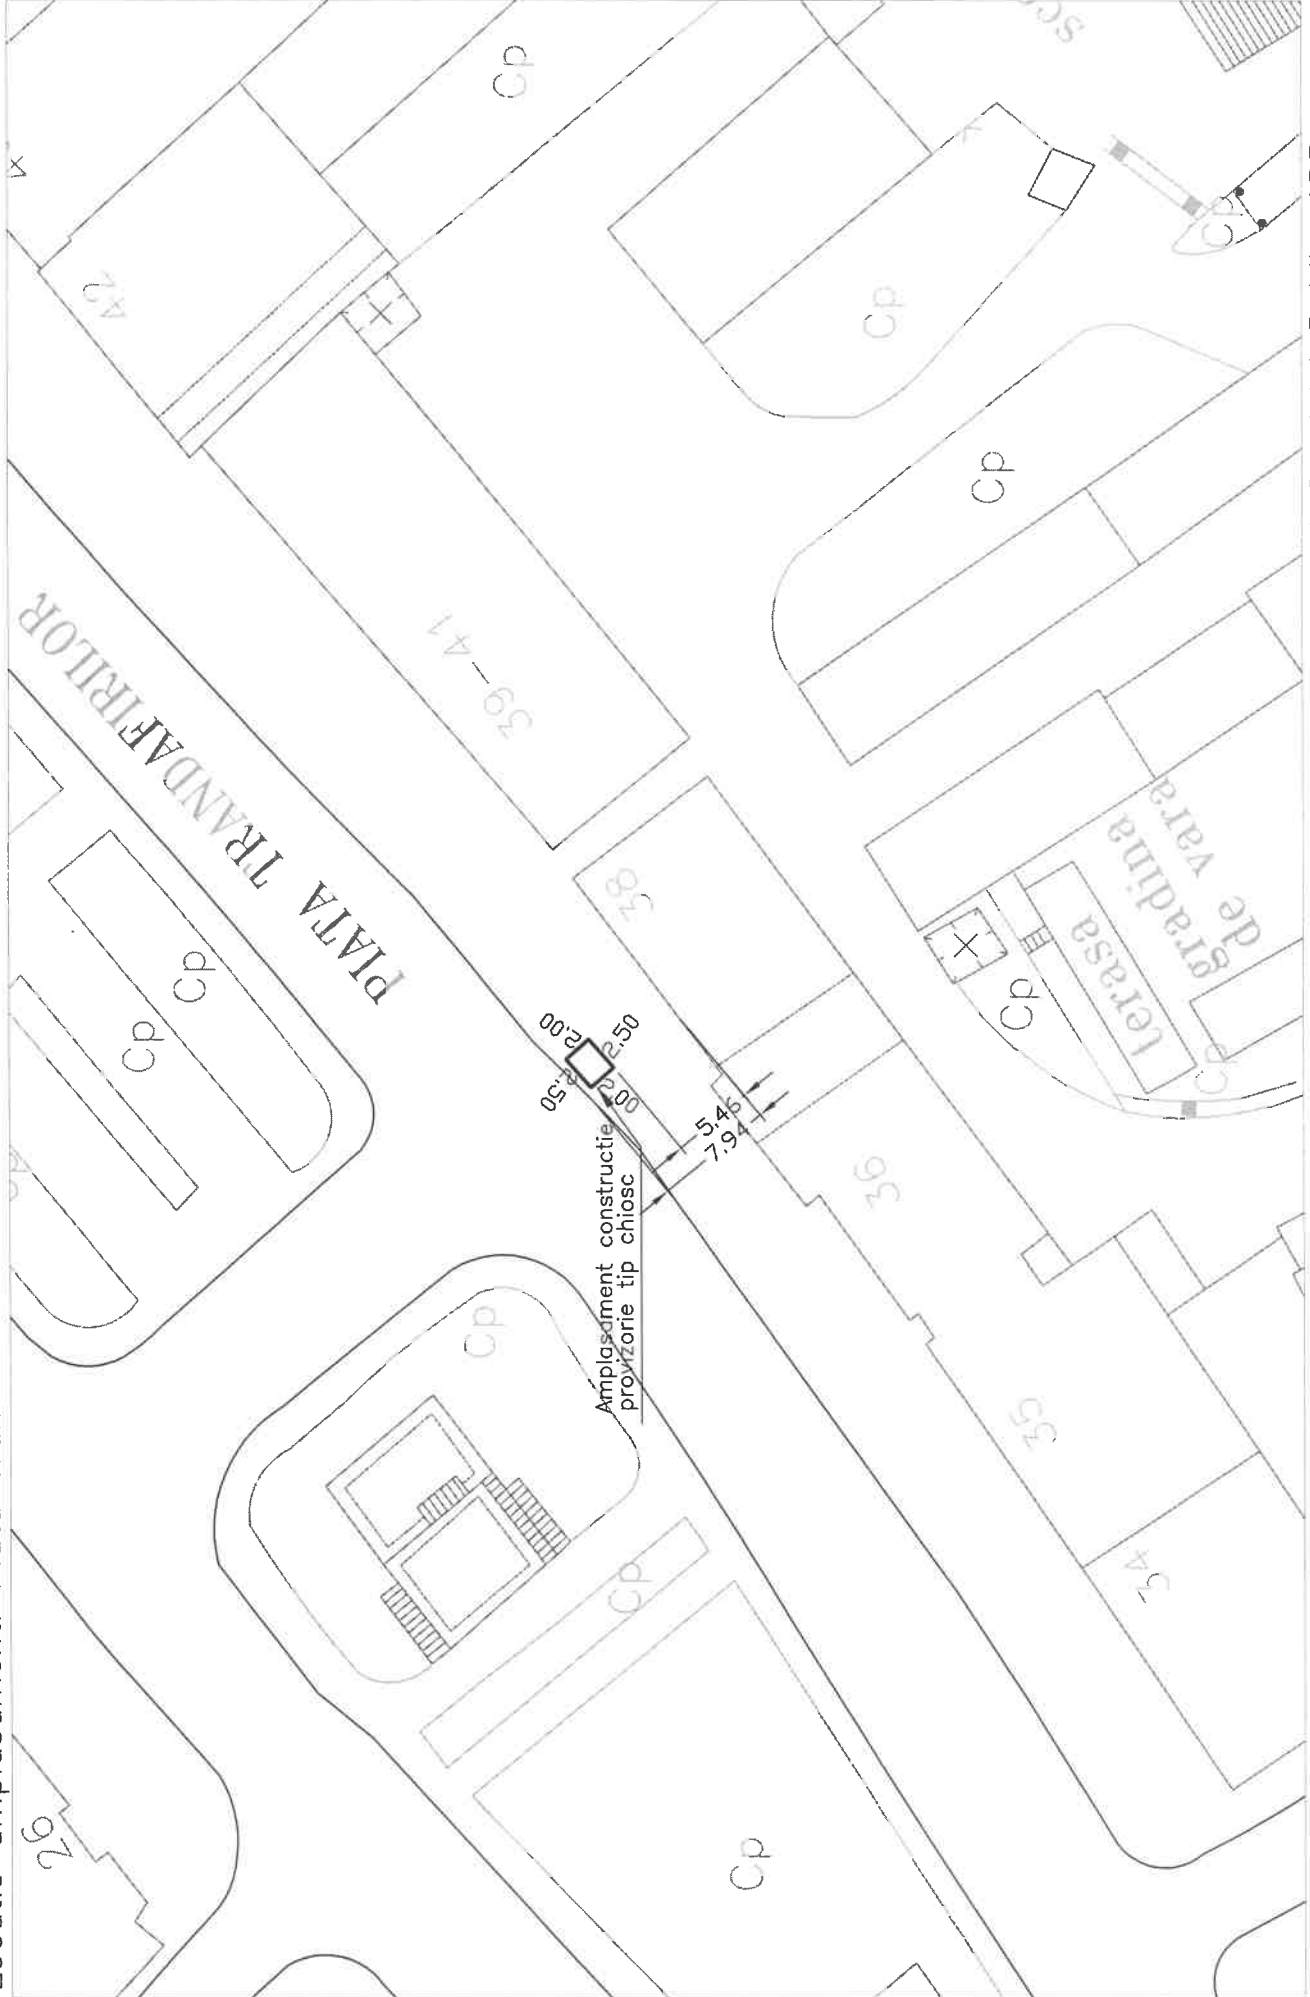 PIATA TRANDAFIRILOR
Amplasament constructie
provizorie tip chiosc
2.00
2.50
2.50
2.00
5.46
7.94
26
34
35
36
38
39-41
42
terasa
gradina
de vara
Cp
Cp
Cp
Cp
Cp
Cp
Cp
Cp
Cp
Cp
Cp